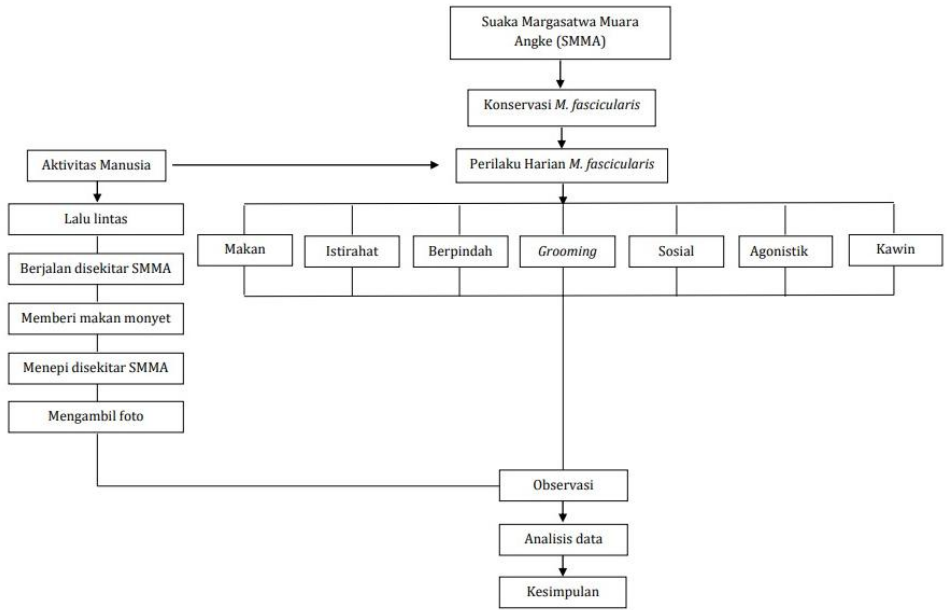 Suaka Margasatwa Muara
Angke (SMMA)
Konservasi M. fascicularis
Aktivitas Manusia
Perilaku Harian M. fascicularis
Lalu lintas
Makan
Istirahat
Berpindah
Grooming
Sosial
Agonistik
Kawin
Berjalan disekitar SMMA
Memberi makan monyet
Menepi disekitar SMMA
Mengambil foto
Observasi
Analisis data
Kesimpulan